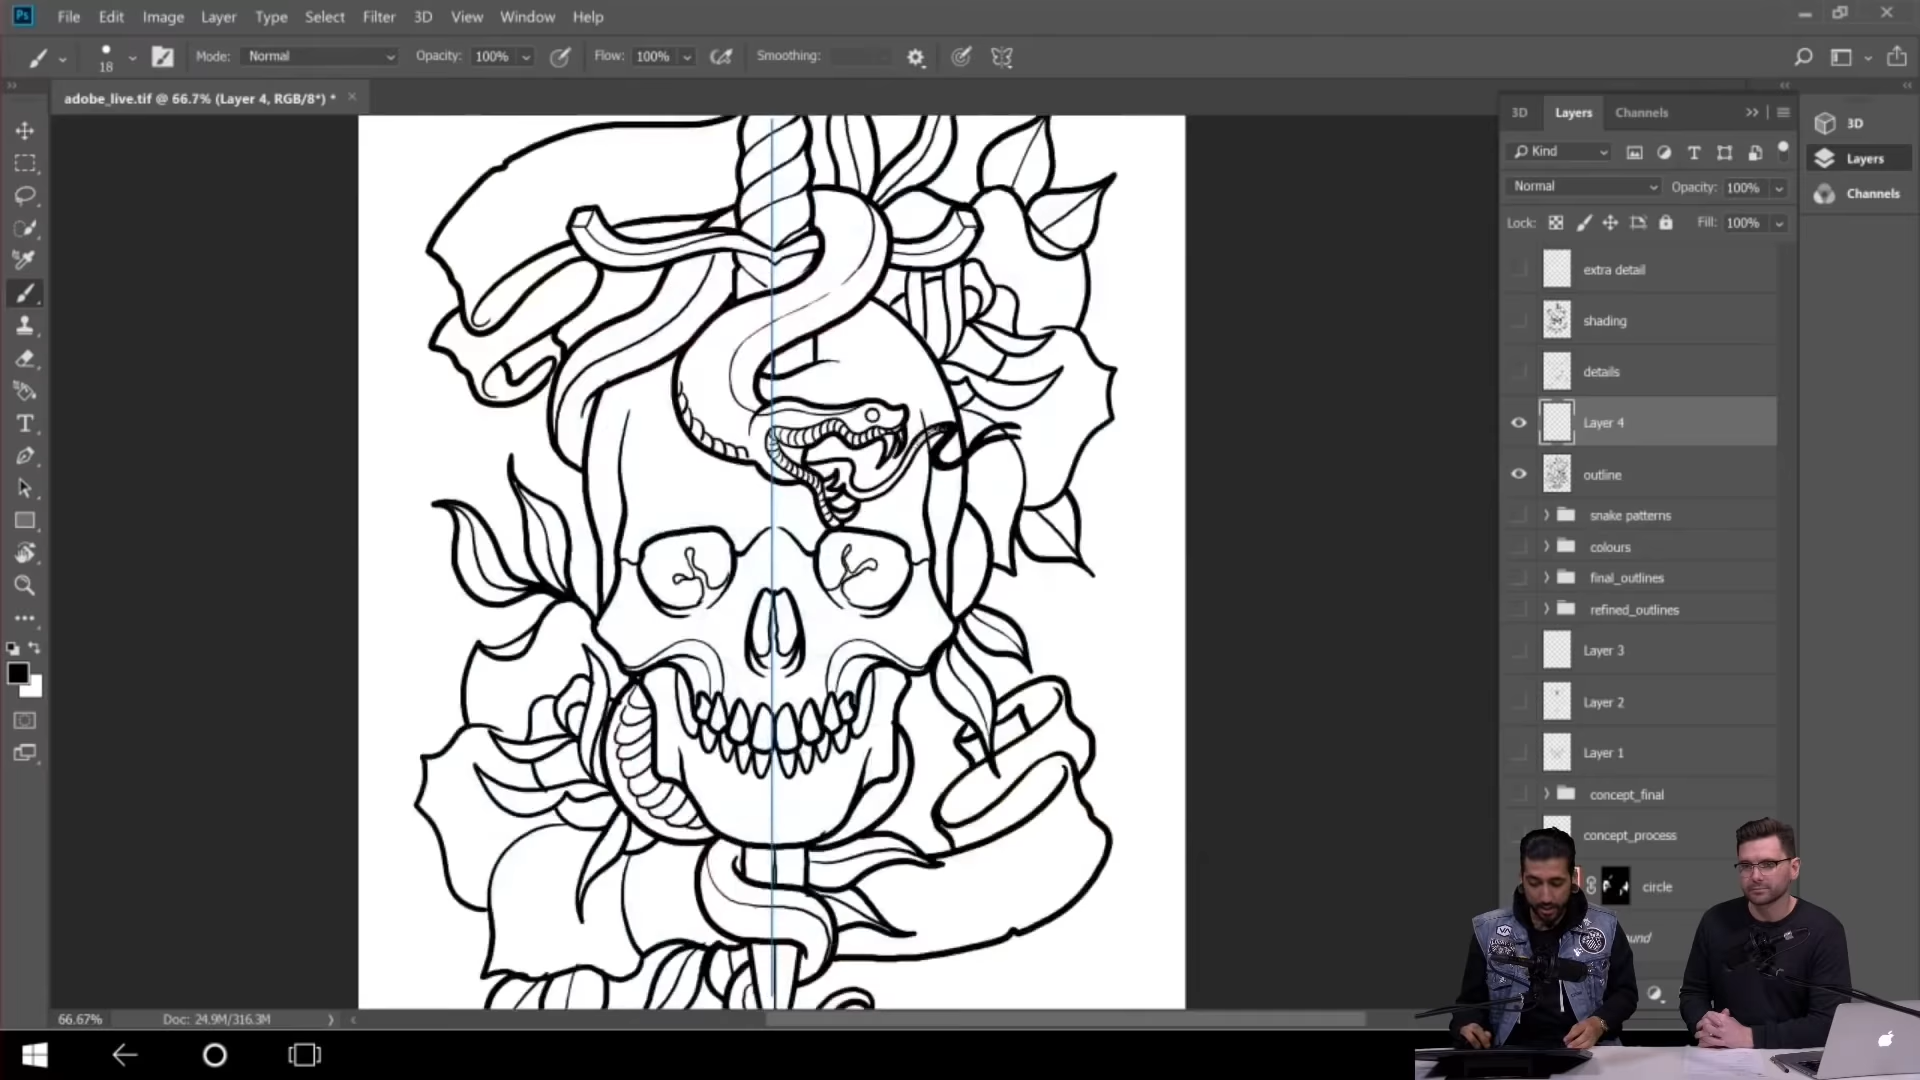 Ps File Edit Image Layer Type Select Filter 3D View Window Help
18 Mode: Normal Opacity: 100% Flow: 100% Smoothing:
adobe_live.tif @ 66.7% (Layer 4, RGB/8*) *
3D Layers Channels
Kind
Normal Opacity: 100%
Lock: Fill: 100%
extra detail
shading
details
Layer 4
outline
snake patterns
colours
final_outlines
refined_outlines
Layer 3
Layer 2
Layer 1
concept_final
concept_process
circle
3D
Layers
Channels
66.67% Doc: 24.9M/316.3M